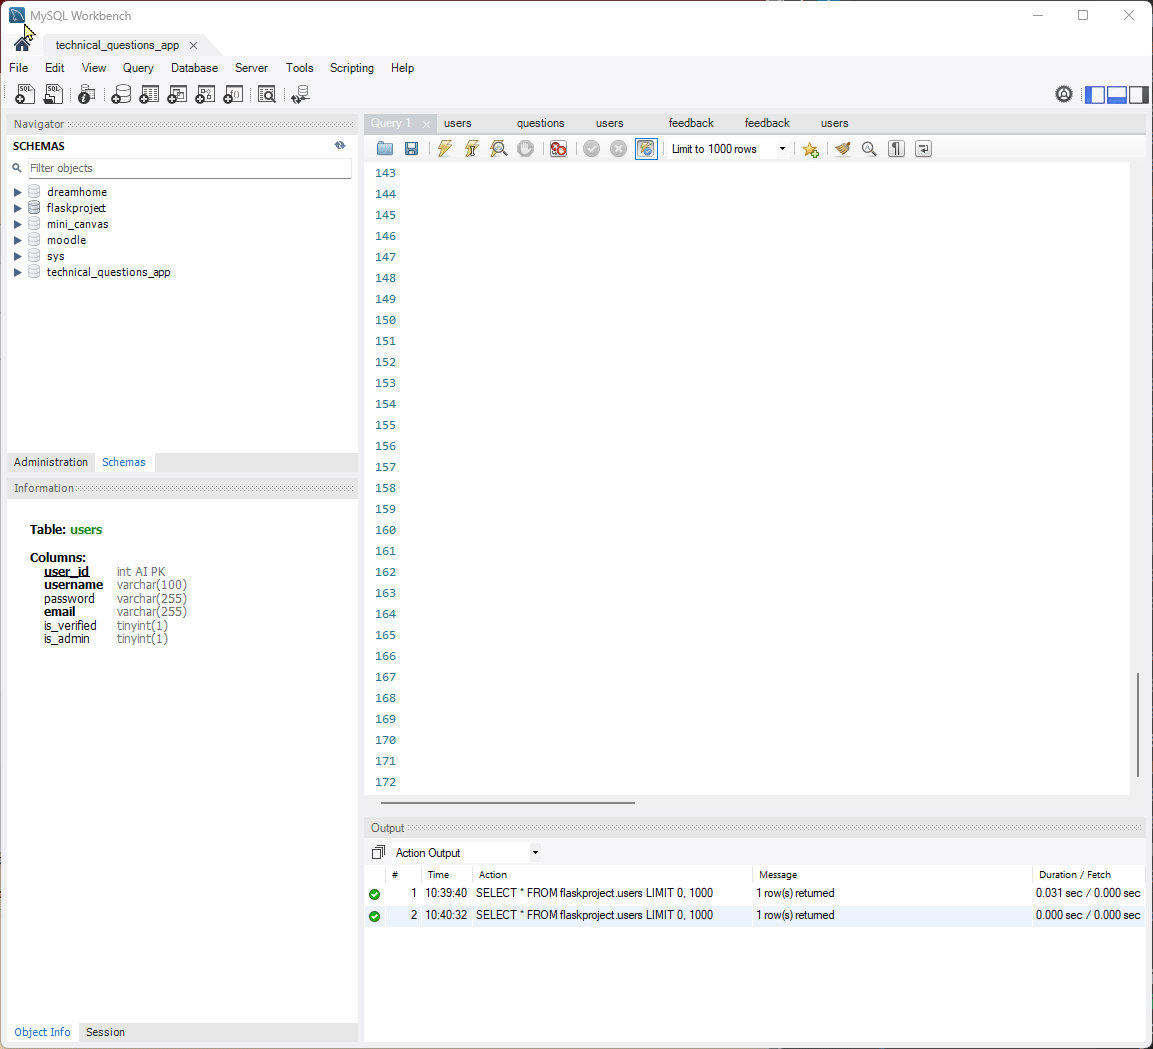 MySQL Workbench
technical_questions_app
File Edit View Query Database Server Tools Scripting Help
Navigator
SCHEMAS
Filter objects
dreamhome
flaskproject
mini_canvas
moodle
sys
technical_questions_app
Administration Schemas
Information
Table: users
Columns:
user_id int AI PK
username varchar(100)
password varchar(255)
email varchar(255)
is_verified tinyint(1)
is_admin tinyint(1)
Object Info Session
Query 1 users questions users feedback feedback users
Limit to 1000 rows
143
144
145
146
147
148
149
150
151
152
153
154
155
156
157
158
159
160
161
162
163
164
165
166
167
168
169
170
171
172
Output
Action Output
# Time Action Message Duration / Fetch
1 10:39:40 SELECT * FROM flaskproject.users LIMIT 0, 1000 1 row(s) returned 0.031 sec / 0.000 sec
2 10:40:32 SELECT * FROM flaskproject.users LIMIT 0, 1000 1 row(s) returned 0.000 sec / 0.000 sec